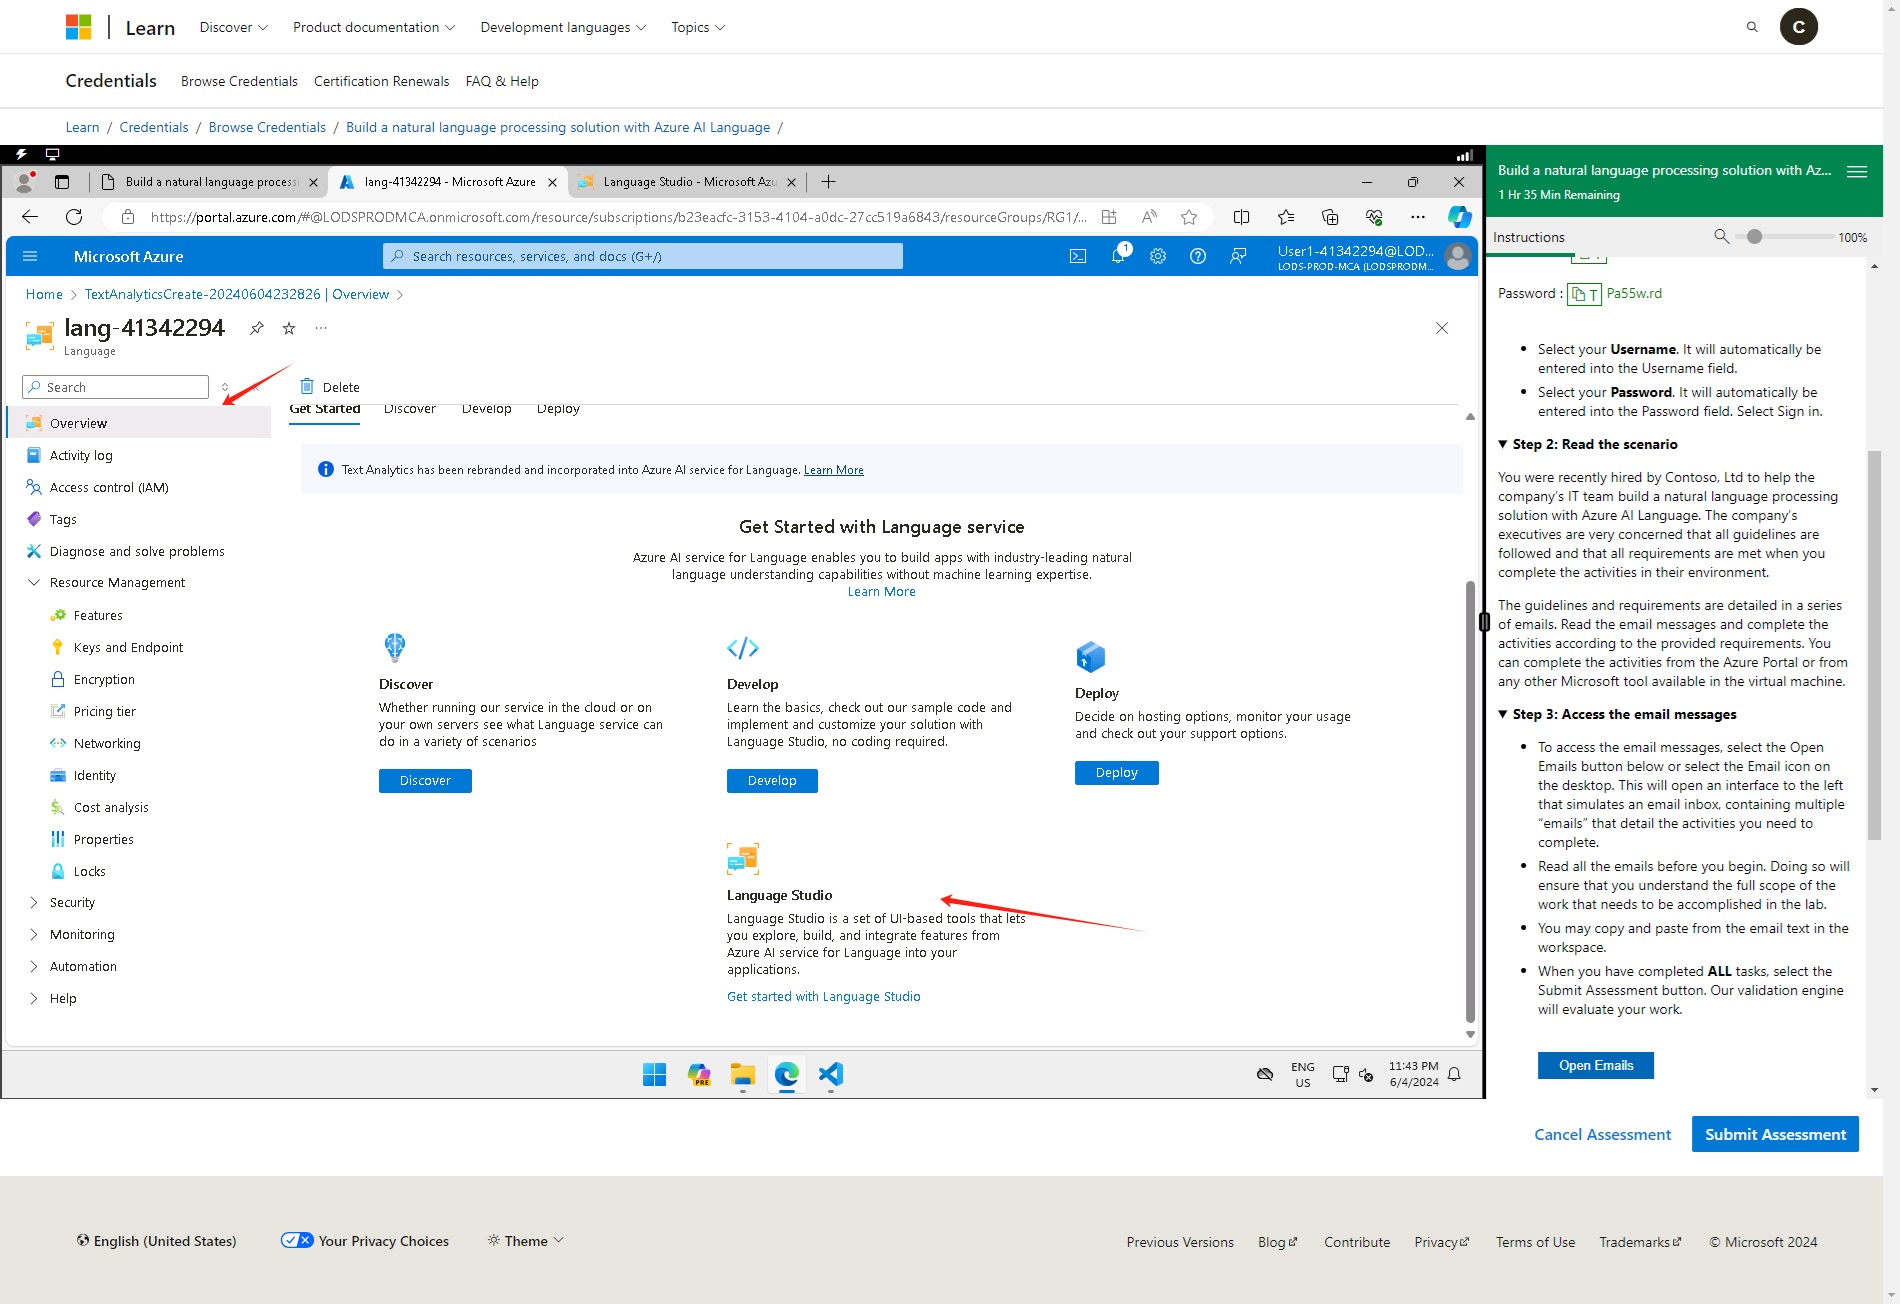 Learn
Discover
Product documentation
Development languages
Topics
C
Credentials
Browse Credentials
Certification Renewals
FAQ & Help
Learn / Credentials / Browse Credentials / Build a natural language processing solution with Azure AI Language /
Build a natural language process
lang-41342294 - Microsoft Azure
Language Studio - Microsoft Azu
https://portal.azure.com/#@LODSPRODMCA.onmicrosoft.com/resource/subscriptions/b23eacfc-3153-4104-a0dc-27cc519a6843/resourceGroups/RG1/...
Microsoft Azure
Search resources, services, and docs (G+/)
1
User1-41342294@LOD...
LODS-PROD-MCA (LODSPRODM...
Home > TextAnalyticsCreate-20240604232826 | Overview >
lang-41342294
Language
Search
Delete
Overview
Activity log
Access control (IAM)
Tags
Diagnose and solve problems
Resource Management
Features
Keys and Endpoint
Encryption
Pricing tier
Networking
Identity
Cost analysis
Properties
Locks
Security
Monitoring
Automation
Help
Get Started
Discover
Develop
Deploy
Text Analytics has been rebranded and incorporated into Azure AI service for Language. Learn More
Get Started with Language service
Azure AI service for Language enables you to build apps with industry-leading natural
language understanding capabilities without machine learning expertise.
Learn More
Discover
Whether running our service in the cloud or on
your own servers see what Language service can
do in a variety of scenarios
Discover
Develop
Learn the basics, check out our sample code and
implement and customize your solution with
Language Studio, no coding required.
Develop
Deploy
Decide on hosting options, monitor your usage
and check out your support options.
Deploy
Language Studio
Language Studio is a set of UI-based tools that lets
you explore, build, and integrate features from
Azure AI service for Language into your
applications.
Get started with Language Studio
PRE
ENG
US
11:43 PM
6/4/2024
Build a natural language processing solution with Az...
1 Hr 35 Min Remaining
Instructions
100%
Password : T Pa55w.rd
• Select your Username. It will automatically be
entered into the Username field.
• Select your Password. It will automatically be
entered into the Password field. Select Sign in.
▼ Step 2: Read the scenario
You were recently hired by Contoso, Ltd to help the
company's IT team build a natural language processing
solution with Azure AI Language. The company's
executives are very concerned that all guidelines are
followed and that all requirements are met when you
complete the activities in their environment.
The guidelines and requirements are detailed in a series
of emails. Read the email messages and complete the
activities according to the provided requirements. You
can complete the activities from the Azure Portal or from
any other Microsoft tool available in the virtual machine.
▼ Step 3: Access the email messages
• To access the email messages, select the Open
Emails button below or select the Email icon on
the desktop. This will open an interface to the left
that simulates an email inbox, containing multiple
"emails" that detail the activities you need to
complete.
• Read all the emails before you begin. Doing so will
ensure that you understand the full scope of the
work that needs to be accomplished in the lab.
• You may copy and paste from the email text in the
workspace.
• When you have completed ALL tasks, select the
Submit Assessment button. Our validation engine
will evaluate your work.
Open Emails
Cancel Assessment
Submit Assessment
English (United States)
Your Privacy Choices
Theme
Previous Versions
Blog
Contribute
Privacy
Terms of Use
Trademarks
© Microsoft 2024